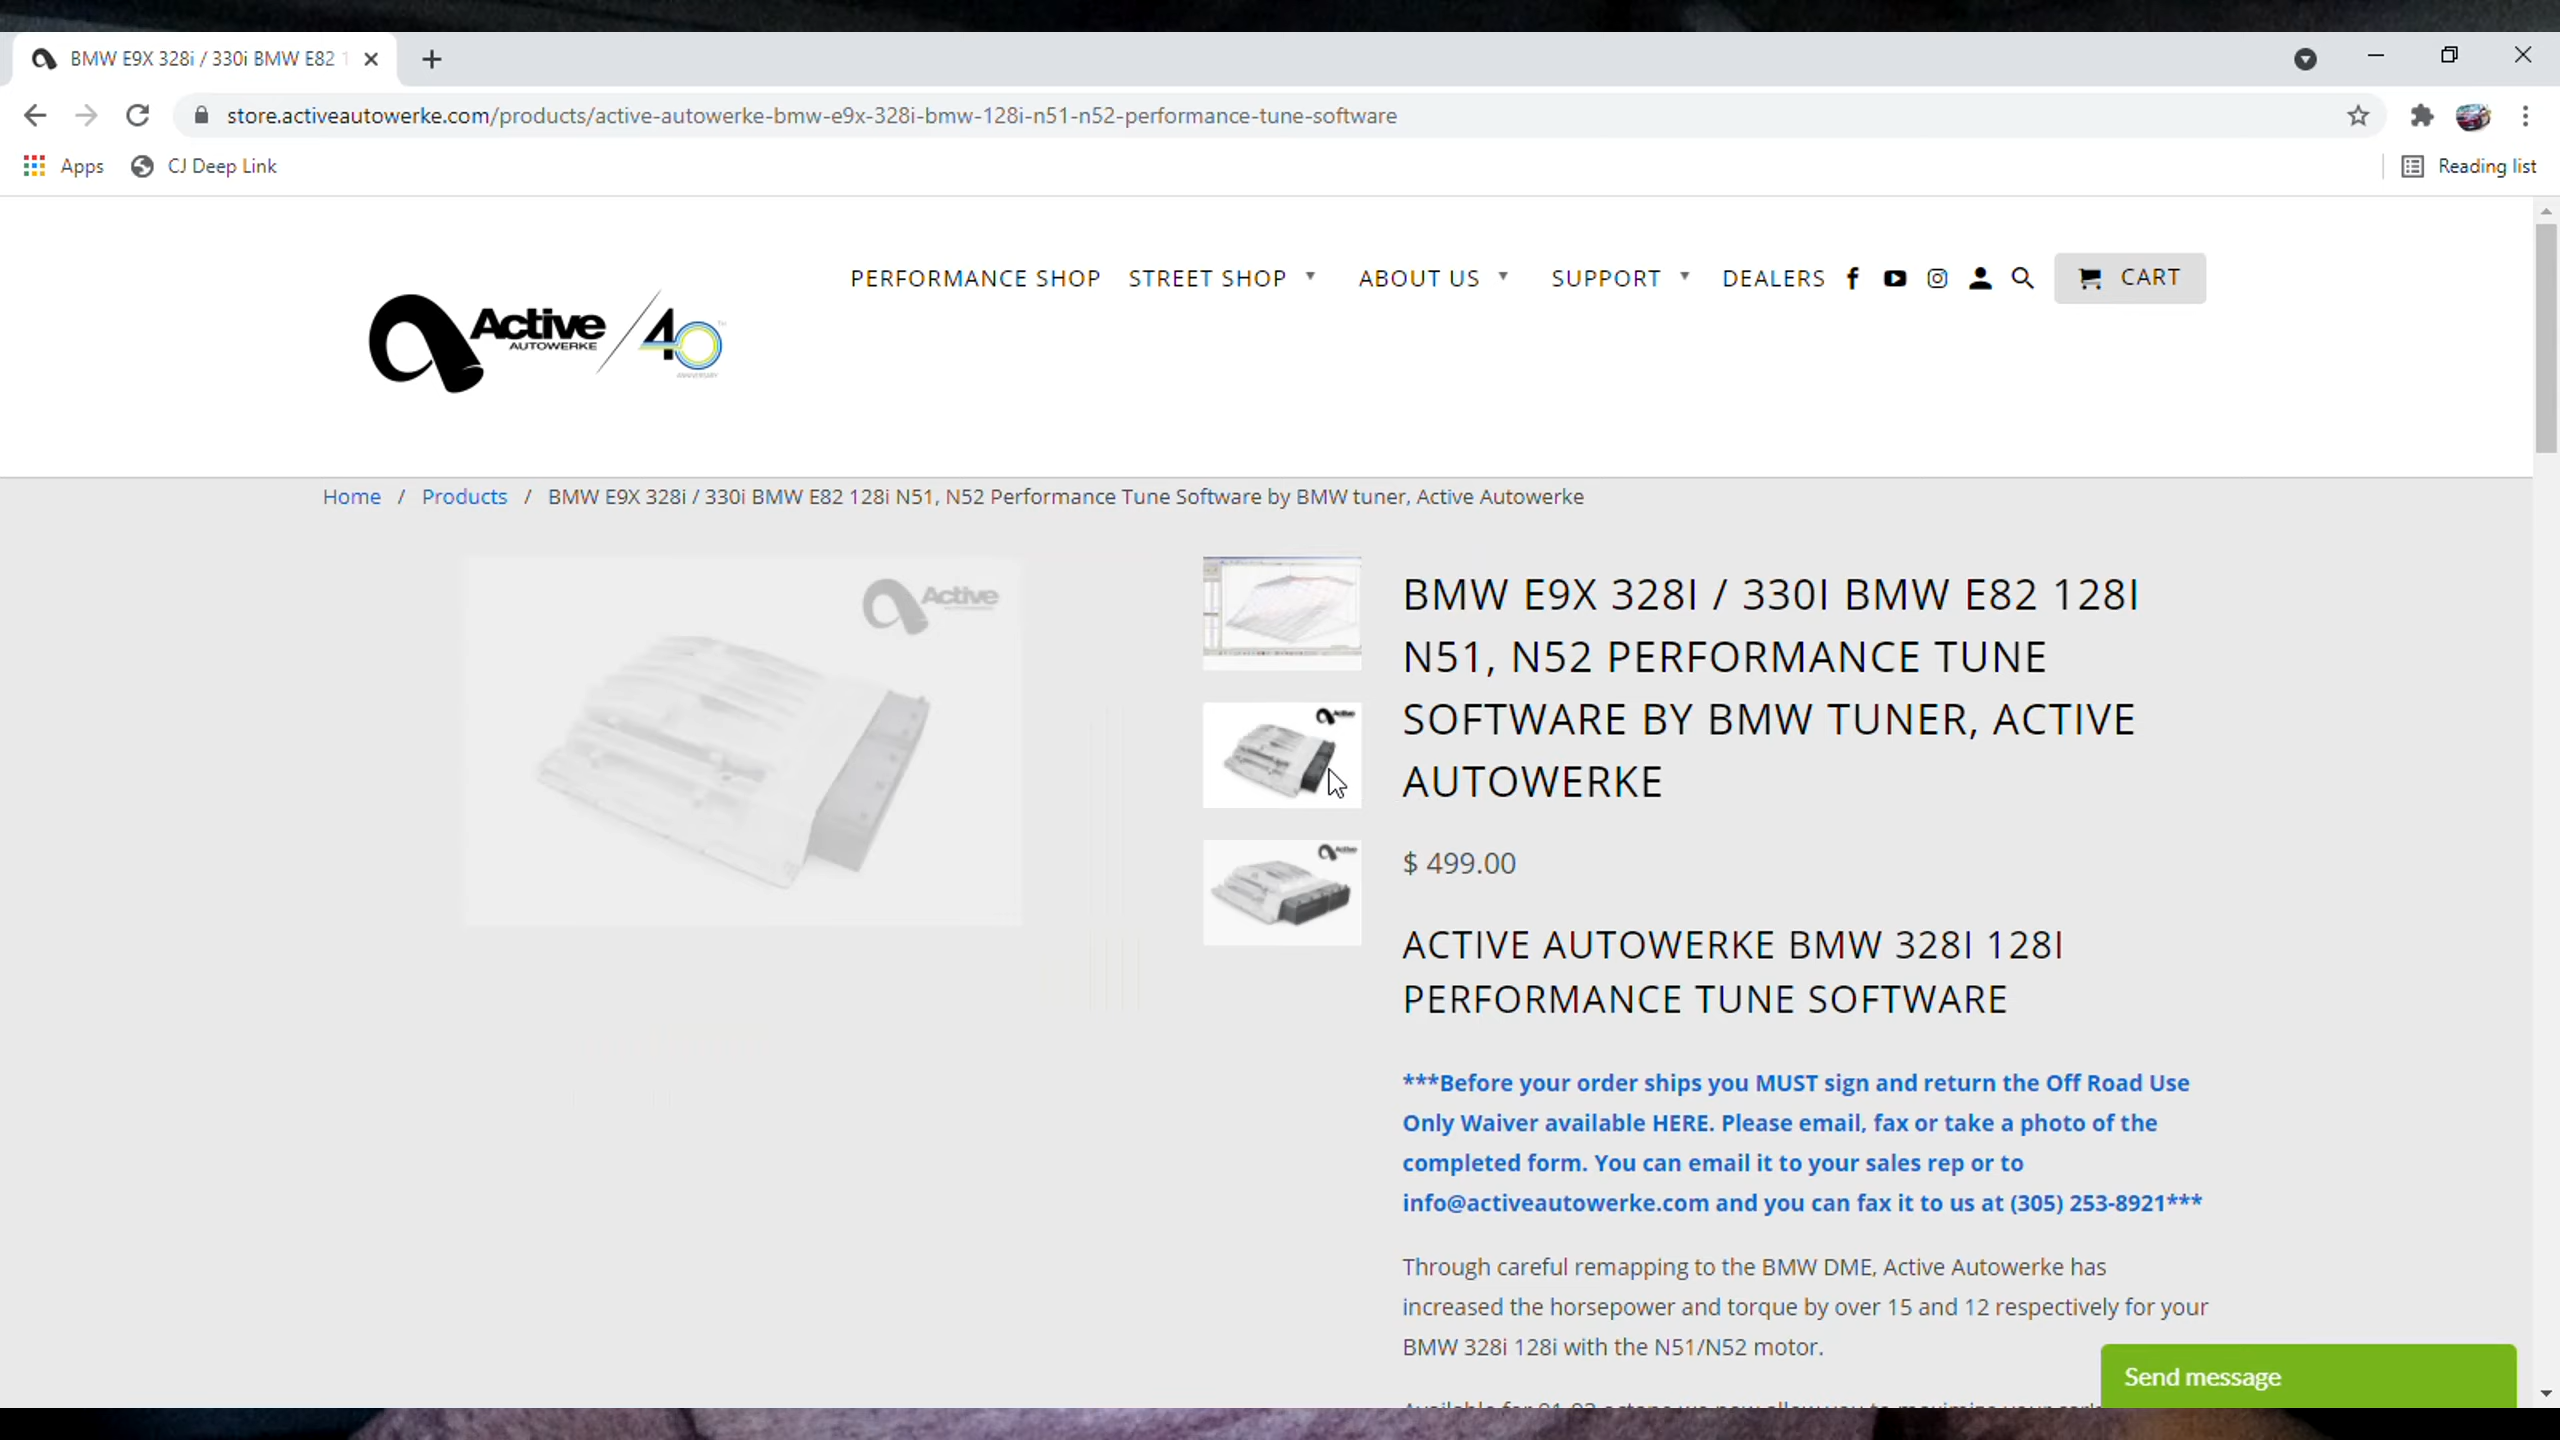 BMW E9X 328i / 330i BMW E82 1
store.activeautowerke.com/products/active-autowerke-bmw-e9x-328i-bmw-128i-n51-n52-performance-tune-software
Apps
CJ Deep Link
Reading list
PERFORMANCE SHOP
STREET SHOP
ABOUT US
SUPPORT
DEALERS
CART
Active
AUTOWERKE
40
ANNIVERSARY
Home / Products / BMW E9X 328i / 330i BMW E82 128i N51, N52 Performance Tune Software by BMW tuner, Active Autowerke
Active
Active
Active
BMW E9X 328I / 330I BMW E82 128I
N51, N52 PERFORMANCE TUNE
SOFTWARE BY BMW TUNER, ACTIVE
AUTOWERKE
$ 499.00
ACTIVE AUTOWERKE BMW 328I 128I
PERFORMANCE TUNE SOFTWARE
***Before your order ships you MUST sign and return the Off Road Use
Only Waiver available HERE. Please email, fax or take a photo of the
completed form. You can email it to your sales rep or to
info@activeautowerke.com and you can fax it to us at (305) 253-8921***
Through careful remapping to the BMW DME, Active Autowerke has
increased the horsepower and torque by over 15 and 12 respectively for your
BMW 328i 128i with the N51/N52 motor.
Send message